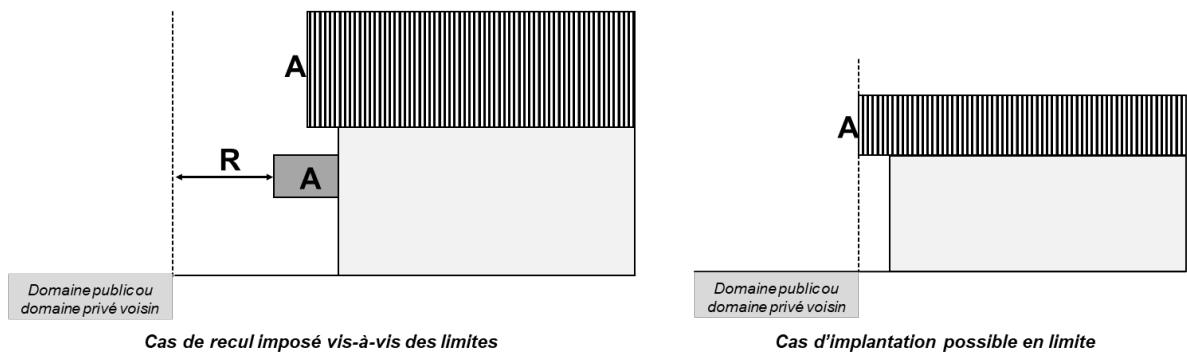 A
R
A
Domaine public ou
domaine privé voisin
Cas de recul imposé vis-à-vis des limites
A
Domaine public ou
domaine privé voisin
Cas d'implantation possible en limite